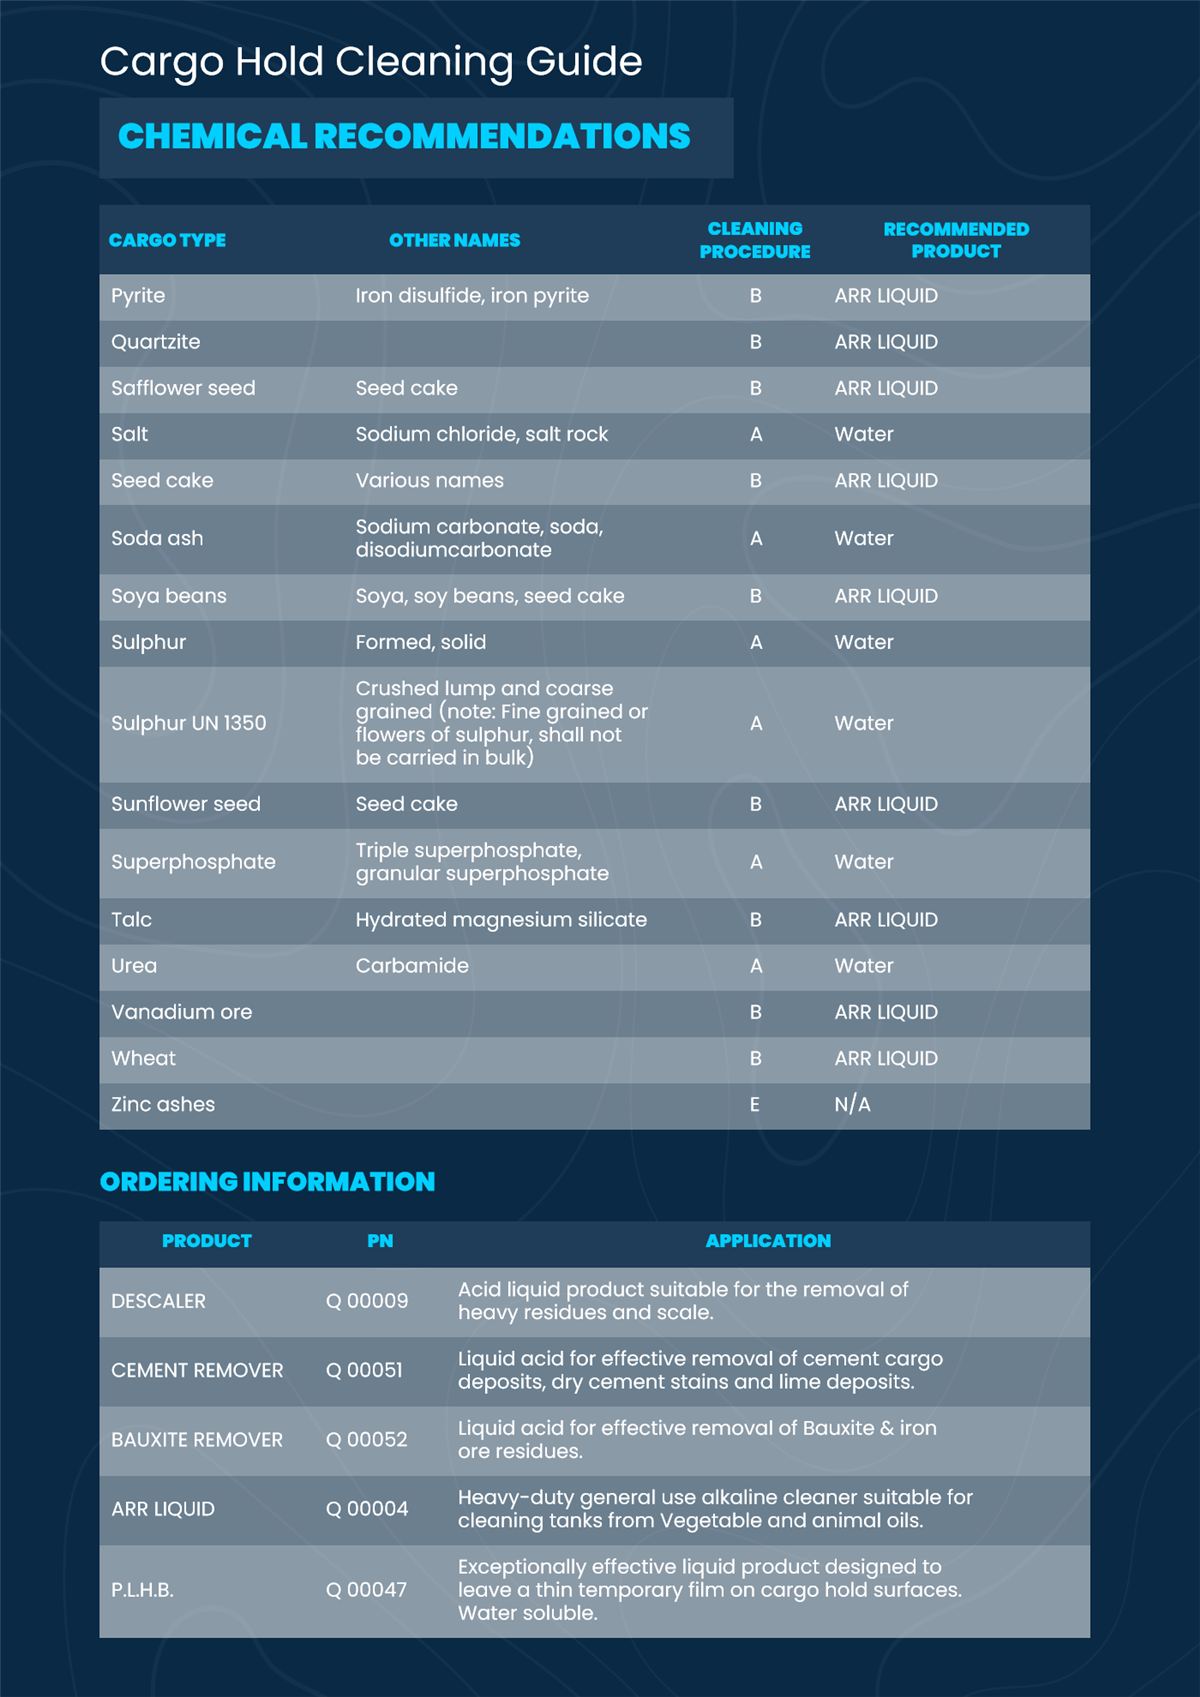 Cargo Hold Cleaning Guide
CHEMICAL RECOMMENDATIONS
CARGO TYPE OTHER NAMES CLEANING PROCEDURE RECOMMENDED PRODUCT
Pyrite Iron disulfide, iron pyrite B ARR LIQUID
Quartzite B ARR LIQUID
Safflower seed Seed cake B ARR LIQUID
Salt Sodium chloride, salt rock A Water
Seed cake Various names B ARR LIQUID
Soda ash Sodium carbonate, soda,
disodiumcarbonate A Water
Soya beans Soya, soy beans, seed cake B ARR LIQUID
Sulphur Formed, solid A Water
Sulphur UN 1350 Crushed lump and coarse
grained (note: Fine grained or
flowers of sulphur, shall not
be carried in bulk) A Water
Sunflower seed Seed cake B ARR LIQUID
Superphosphate Triple superphosphate,
granular superphosphate A Water
Talc Hydrated magnesium silicate B ARR LIQUID
Urea Carbamide A Water
Vanadium ore B ARR LIQUID
Wheat B ARR LIQUID
Zinc ashes E N/A
ORDERING INFORMATION
PRODUCT PN APPLICATION
DESCALER Q 00009 Acid liquid product suitable for the removal of
heavy residues and scale.
CEMENT REMOVER Q 00051 Liquid acid for effective removal of cement cargo
deposits, dry cement stains and lime deposits.
BAUXITE REMOVER Q 00052 Liquid acid for effective removal of Bauxite & iron
ore residues.
ARR LIQUID Q 00004 Heavy-duty general use alkaline cleaner suitable for
cleaning tanks from Vegetable and animal oils.
P.L.H.B. Q 00047 Exceptionally effective liquid product designed to
leave a thin temporary film on cargo hold surfaces.
Water soluble.